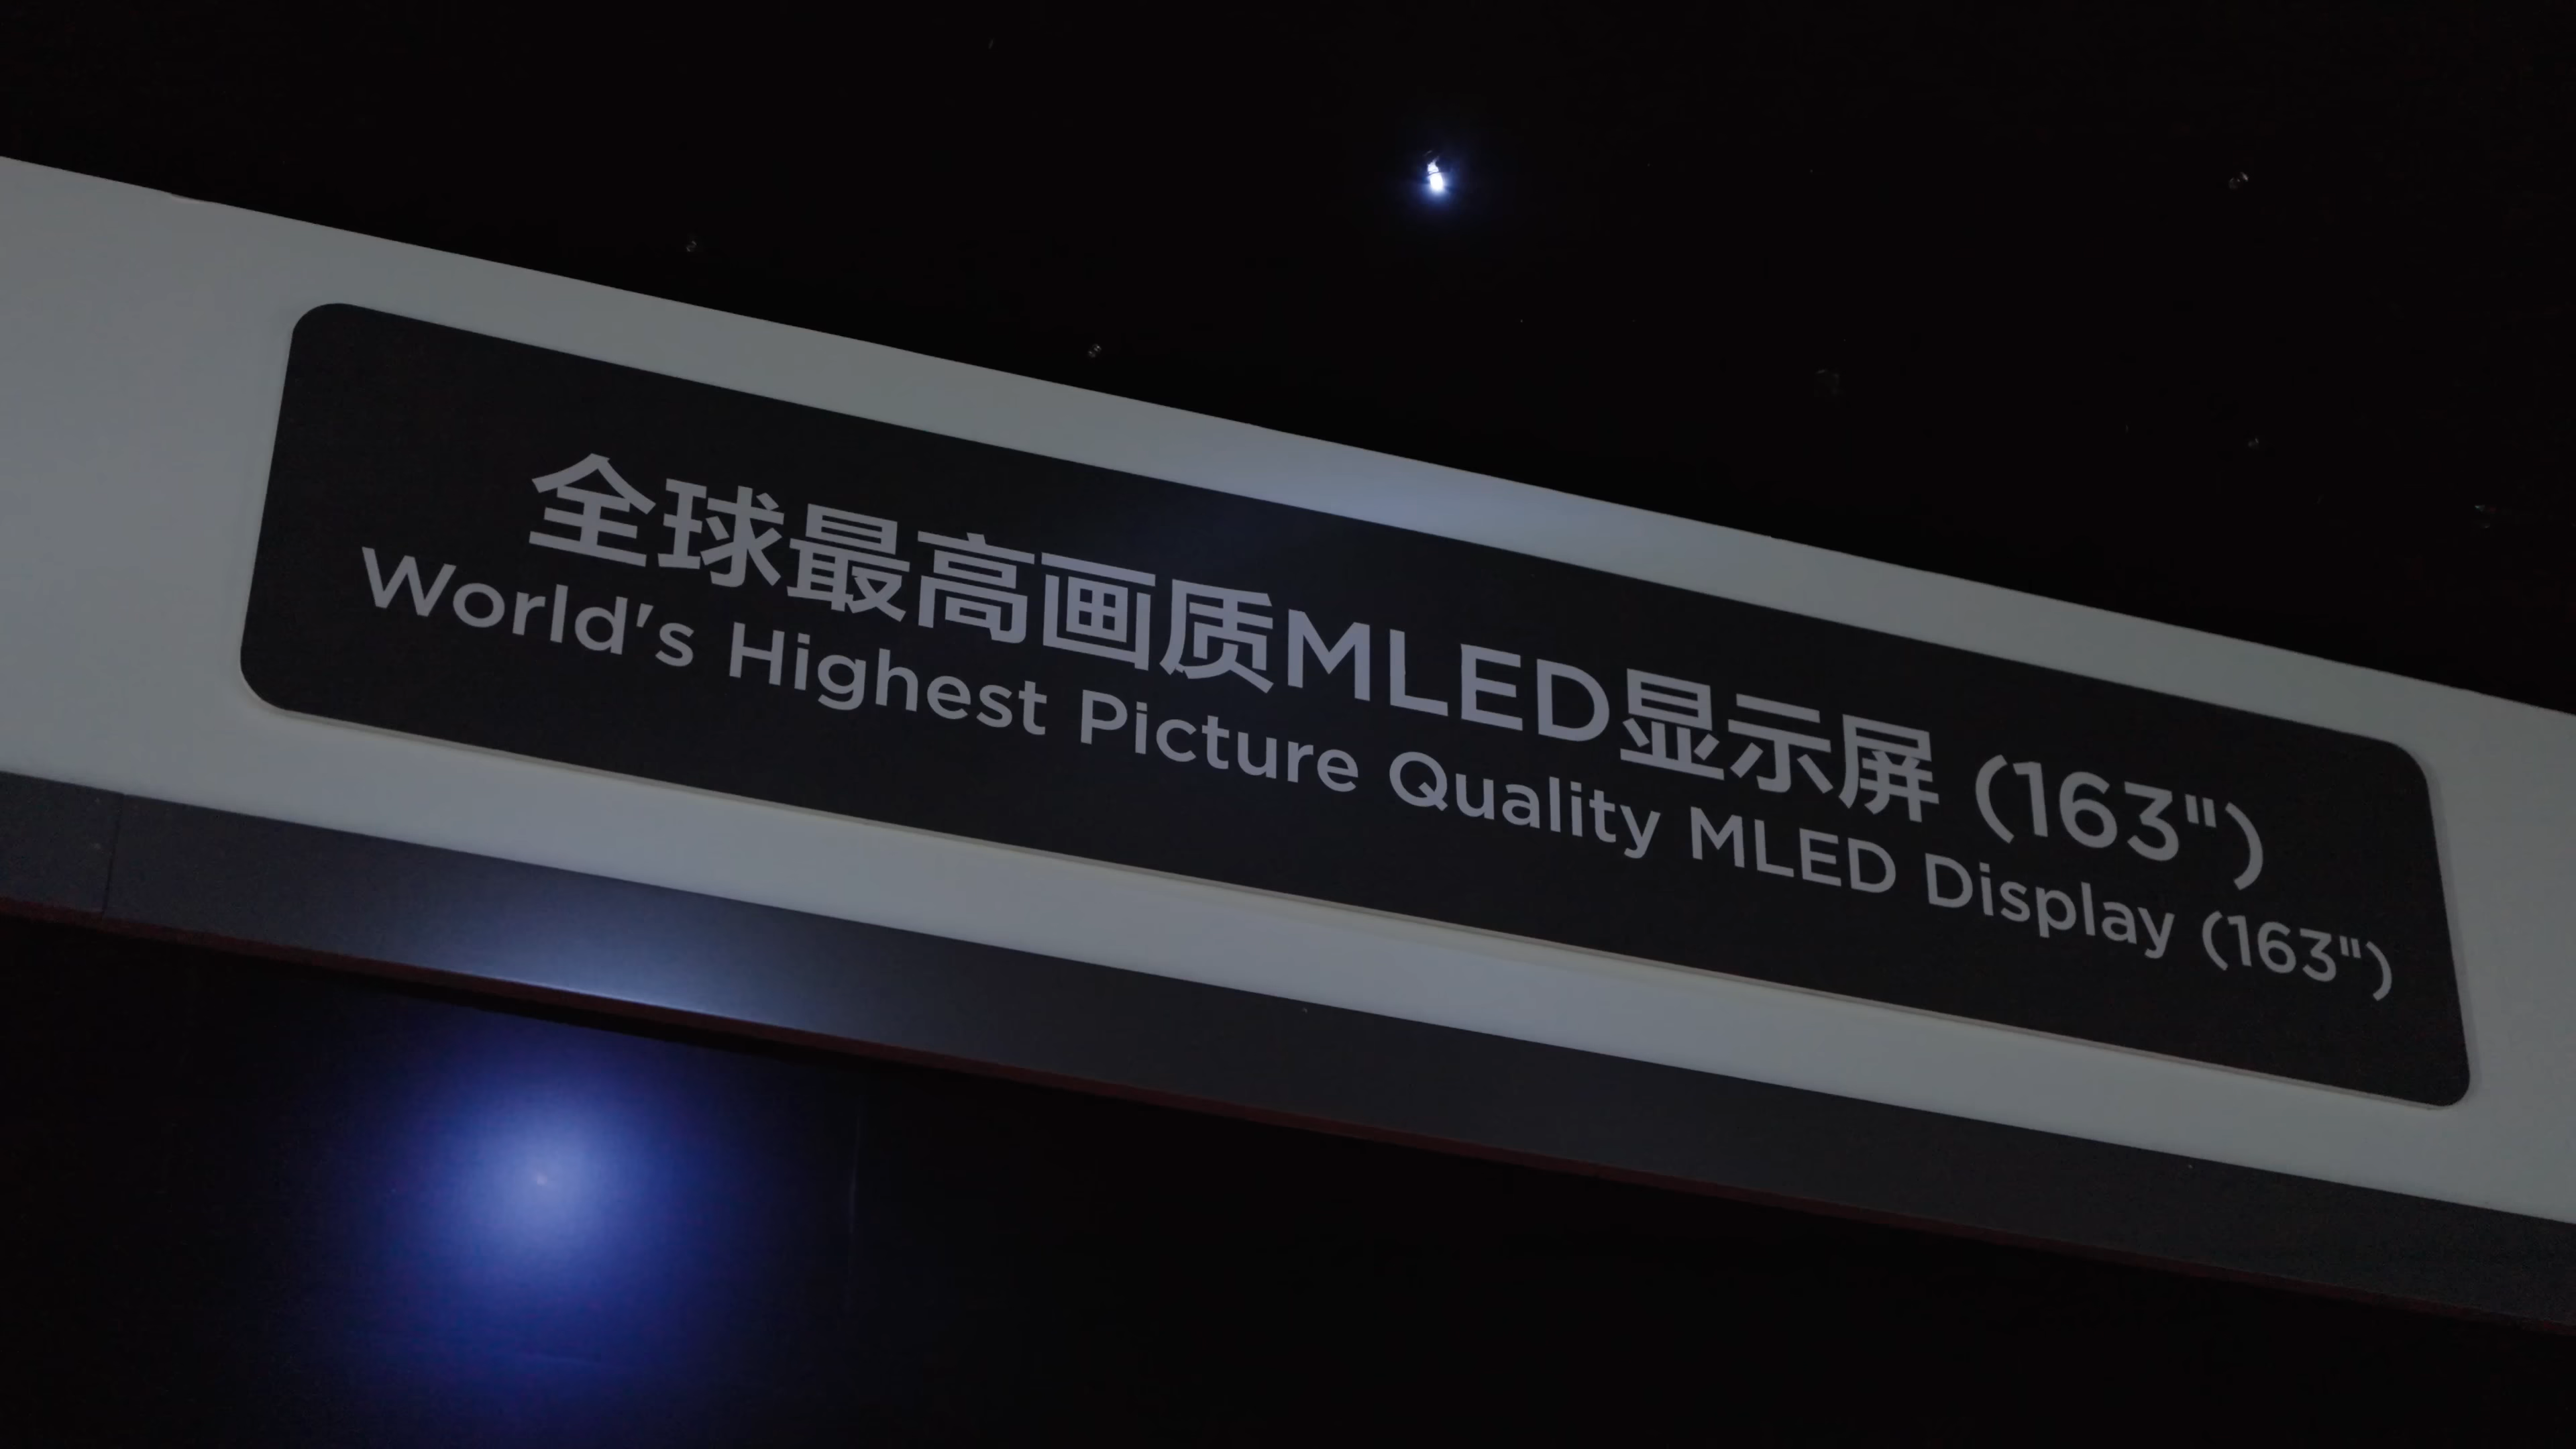 全球最高画质MLED显示屏 (163")
World's Highest Picture Quality MLED Display (163")